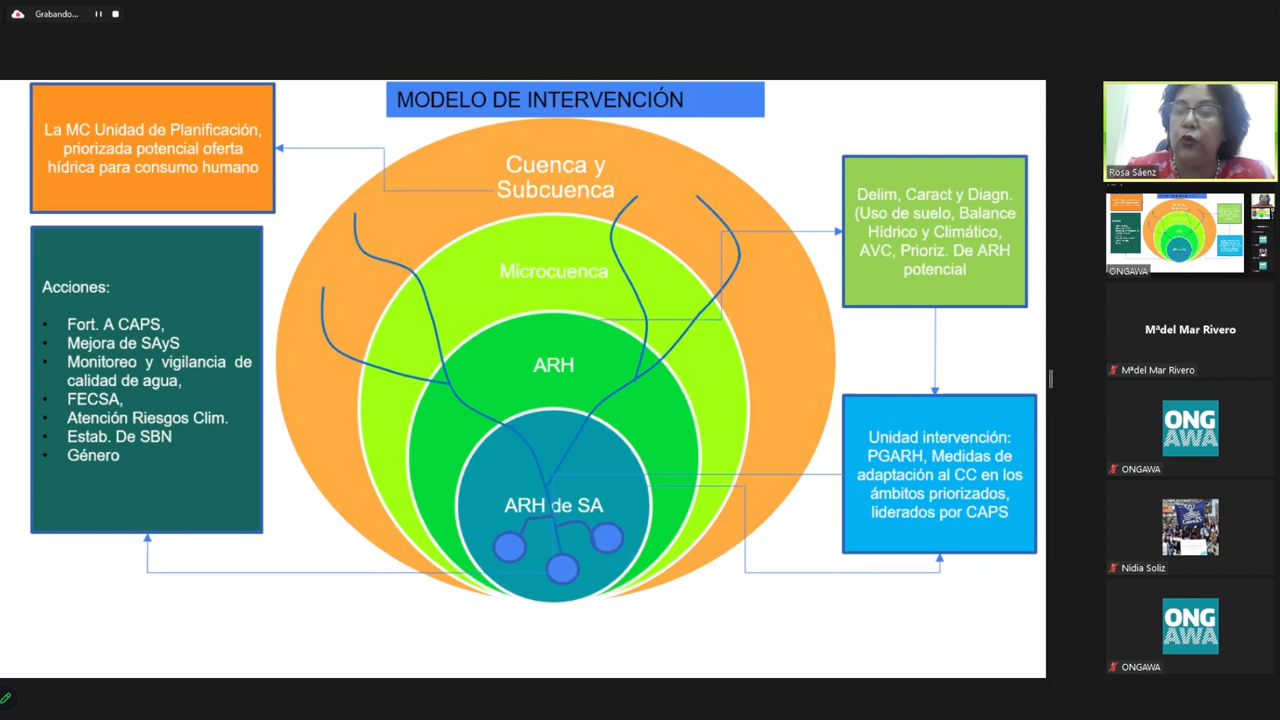 Grabando...
MODELO DE INTERVENCIÓN
La MC Unidad de Planificación,
priorizada potencial oferta
hídrica para consumo humano
Acciones:
• Fort. A CAPS,
• Mejora de SAyS
• Monitoreo y vigilancia de
calidad de agua,
• FECSA,
• Atención Riesgos Clim.
• Estab. De SBN
• Género
Cuenca y
Subcuenca
Microcuenca
ARH
ARH de SA
Delim, Caract y Diagn.
(Uso de suelo, Balance
Hídrico y Climático,
AVC, Prioriz. De ARH
potencial
Unidad intervención:
PGARH, Medidas de
adaptación al CC en los
ámbitos priorizados,
liderados por CAPS
Rosa Sáenz
ONGAWA
Mªdel Mar Rivero
Mªdel Mar Rivero
ONG
AWA
ONGAWA
Nidia Soliz
ONG
AWA
ONGAWA